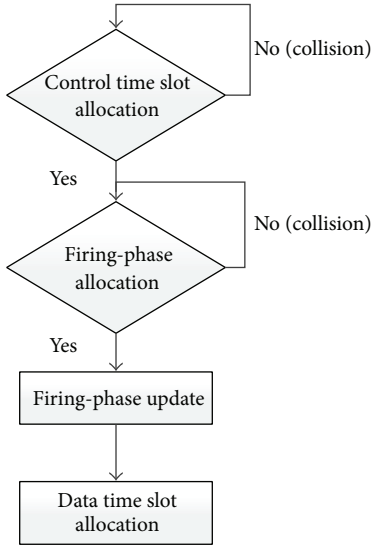 Control time slot
allocation
No (collision)
Yes
Firing-phase
allocation
No (collision)
Yes
Firing-phase update
Data time slot
allocation